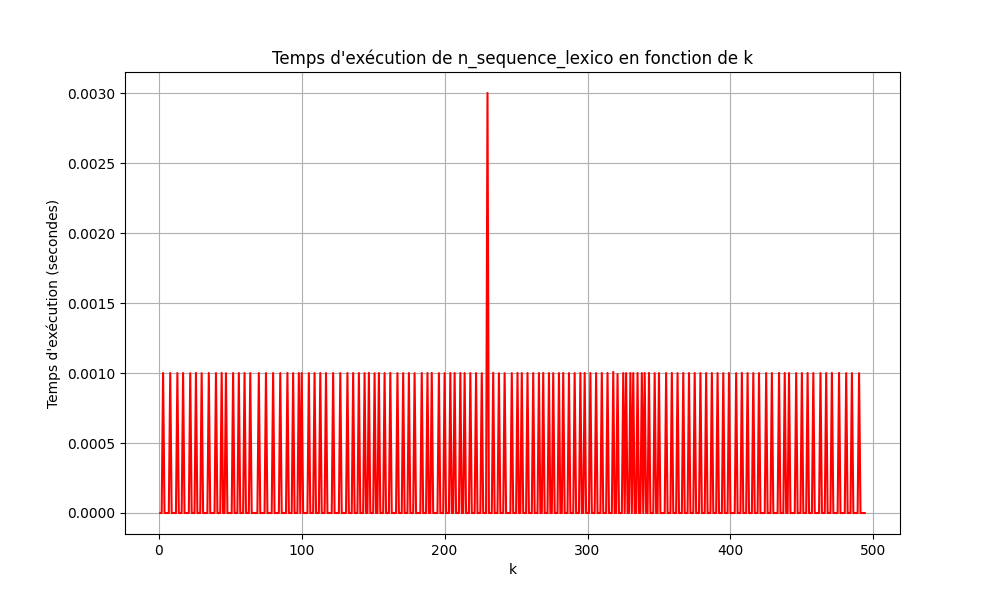 Temps d'exécution de n_sequence_lexico en fonction de k
0.0030
0.0025
0.0020
0.0015
0.0010
0.0005
0.0000
Temps d'exécution (secondes)
0 100 200 300 400 500
k